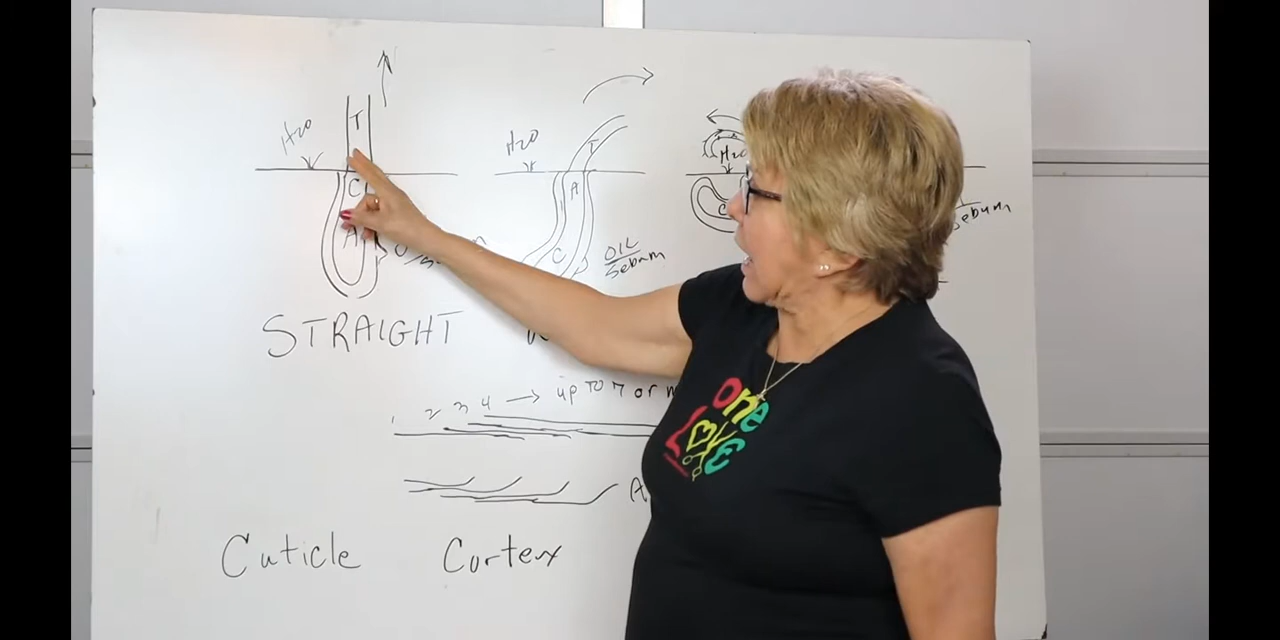 H2O
T
C
A
STRAIGHT
H2O
T
A
C
OIL
Sebum
H2O
C
Sebum
1 2 3 4 → up TO 7 or
A
Cuticle Cortex
ONE
LOVE